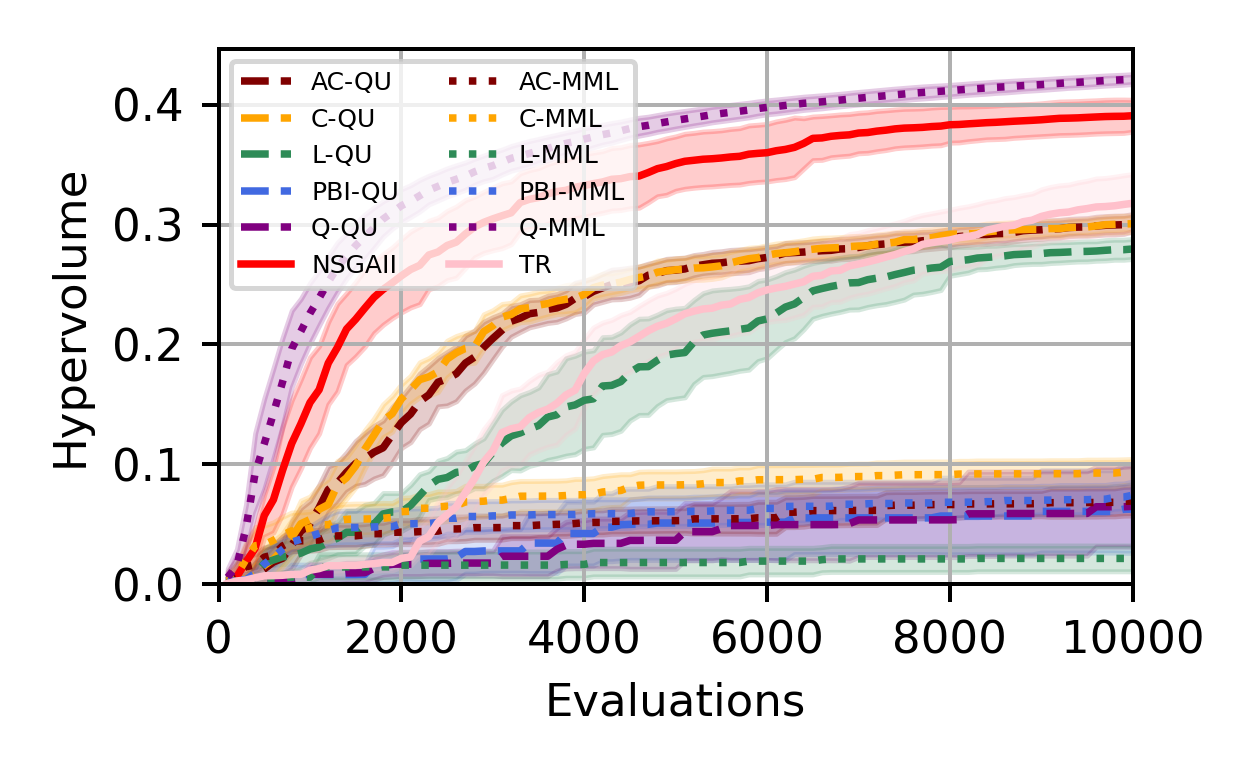 Hypervolume
0.4
0.3
0.2
0.1
0.0
AC-QU AC-MML
C-QU C-MML
L-QU L-MML
PBI-QU PBI-MML
Q-QU Q-MML
NSGAII TR
0 2000 4000 6000 8000 10000
Evaluations